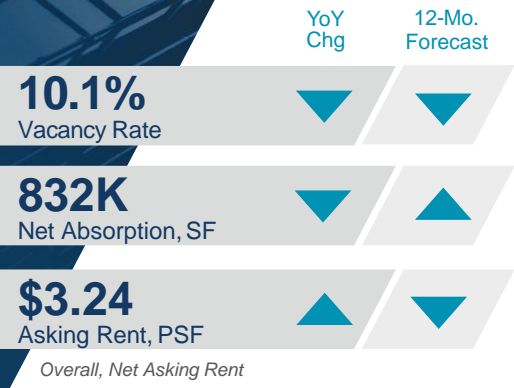 YoY
Chg
12-Mo.
Forecast
10.1%
Vacancy Rate
832K
Net Absorption, SF
$3.24
Asking Rent, PSF
Overall, Net Asking Rent